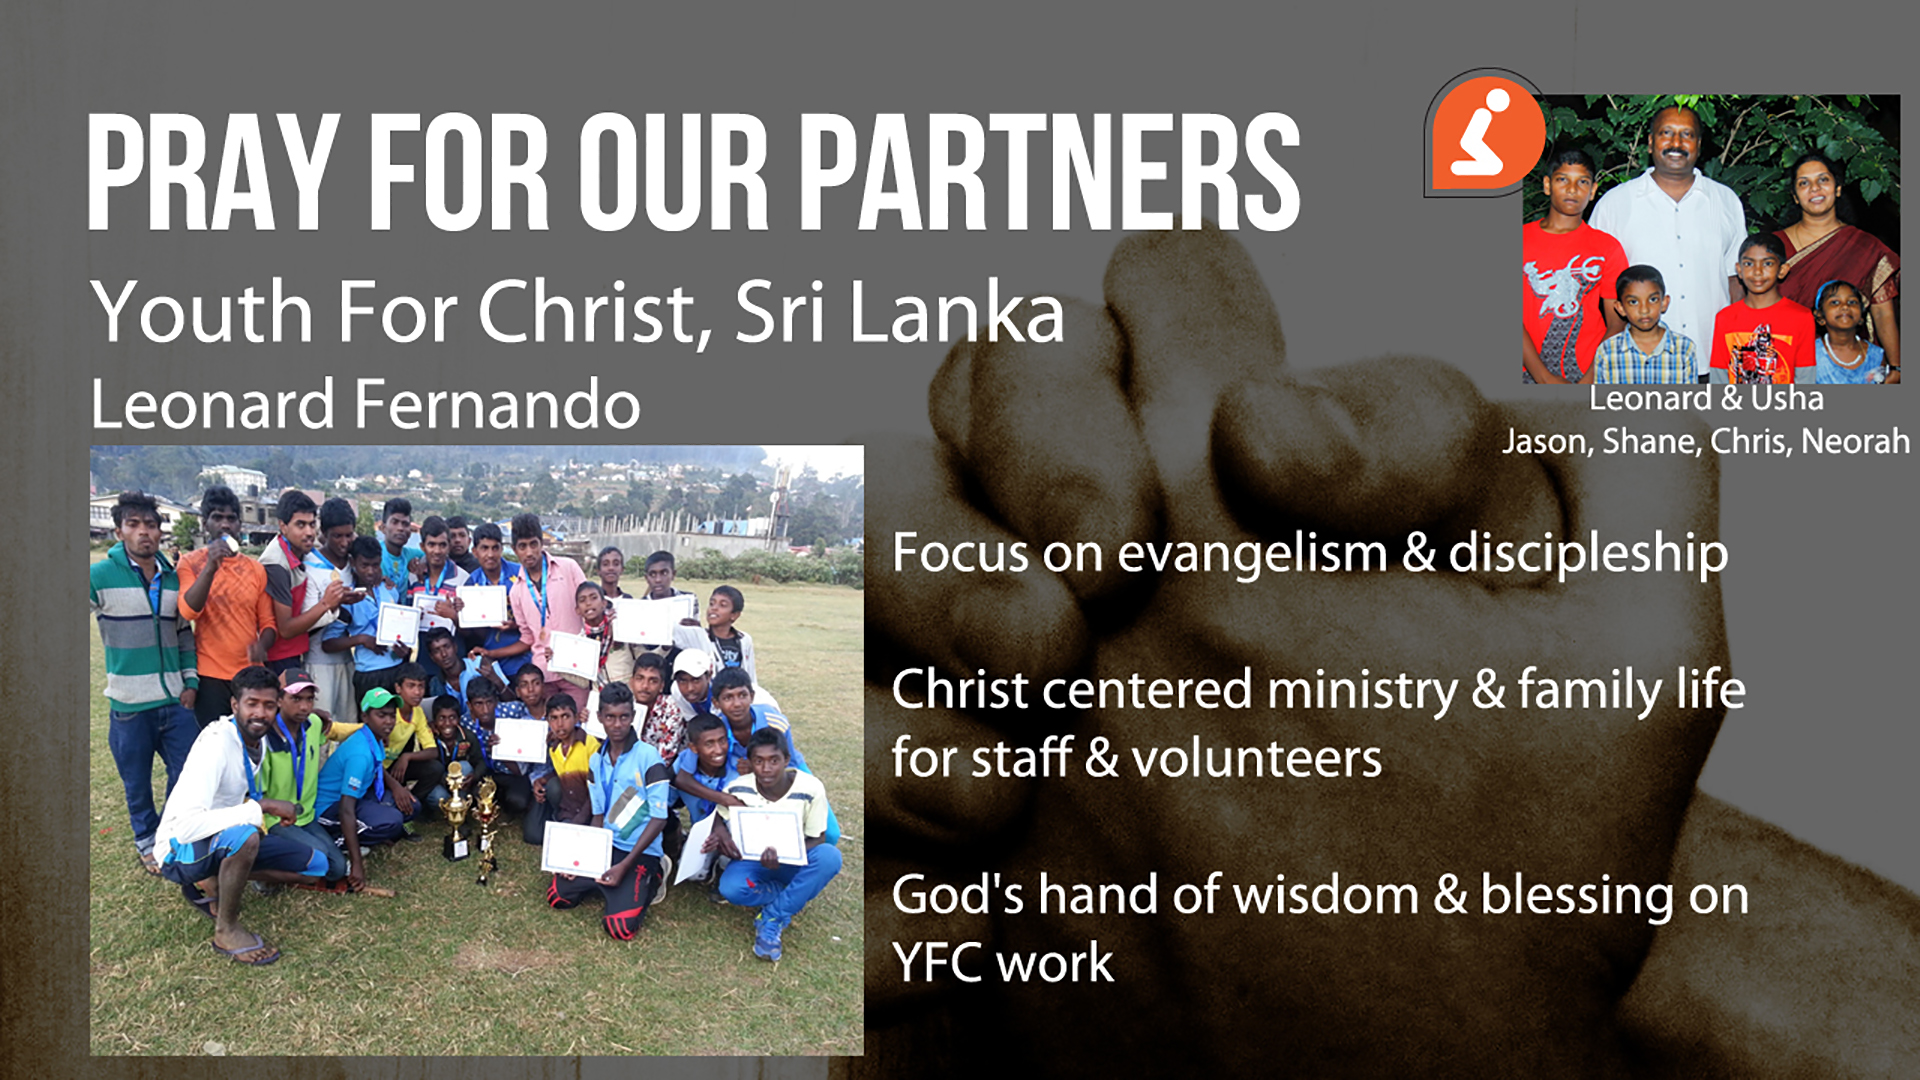 PRAY FOR OUR PARTNERS
Youth For Christ, Sri Lanka
Leonard Fernando
Leonard & Usha
Jason, Shane, Chris, Neorah
Focus on evangelism & discipleship
Christ centered ministry & family life
for staff & volunteers
God's hand of wisdom & blessing on
YFC work